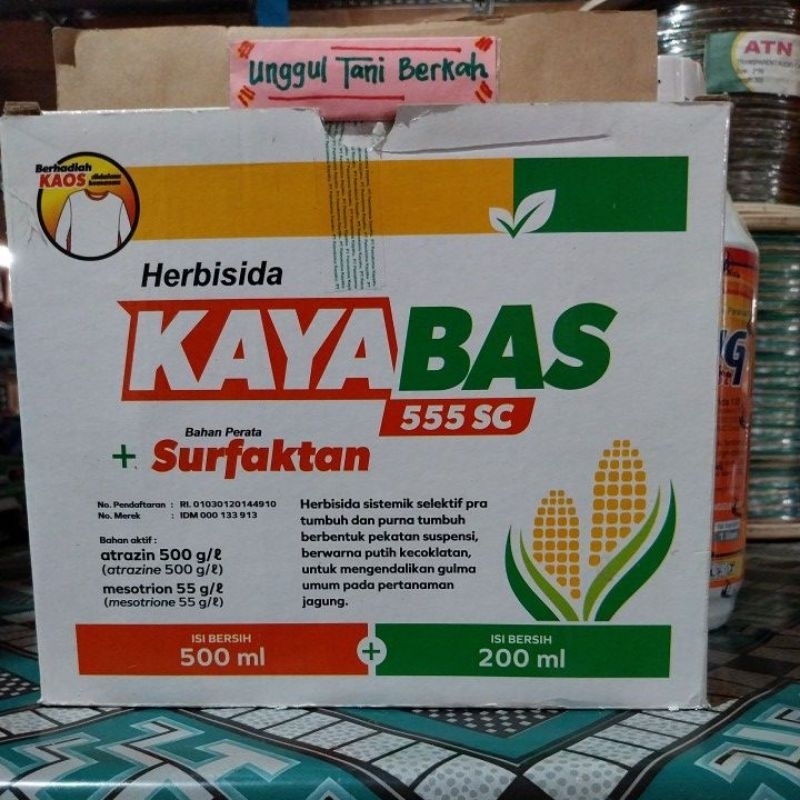 Unggul Tani Berkah
ATN
Berhadiah
KAOS didalam
kemasan
Herbisida
KAYABAS
555 SC
Bahan Perata
+ Surfaktan
No. Pendaftaran : RI. 01030120144910
No. Merek : IDM 000 133 913
Bahan aktif :
atrazin 500 g/ℓ
(atrazine 500 g/ℓ)
mesotrion 55 g/ℓ
(mesotrione 55 g/ℓ)
Herbisida sistemik selektif pra
tumbuh dan purna tumbuh
berbentuk pekatan suspensi,
berwarna putih kecoklatan,
untuk mengendalikan gulma
umum pada pertanaman
jagung.
ISI BERSIH
500 ml
+
ISI BERSIH
200 ml